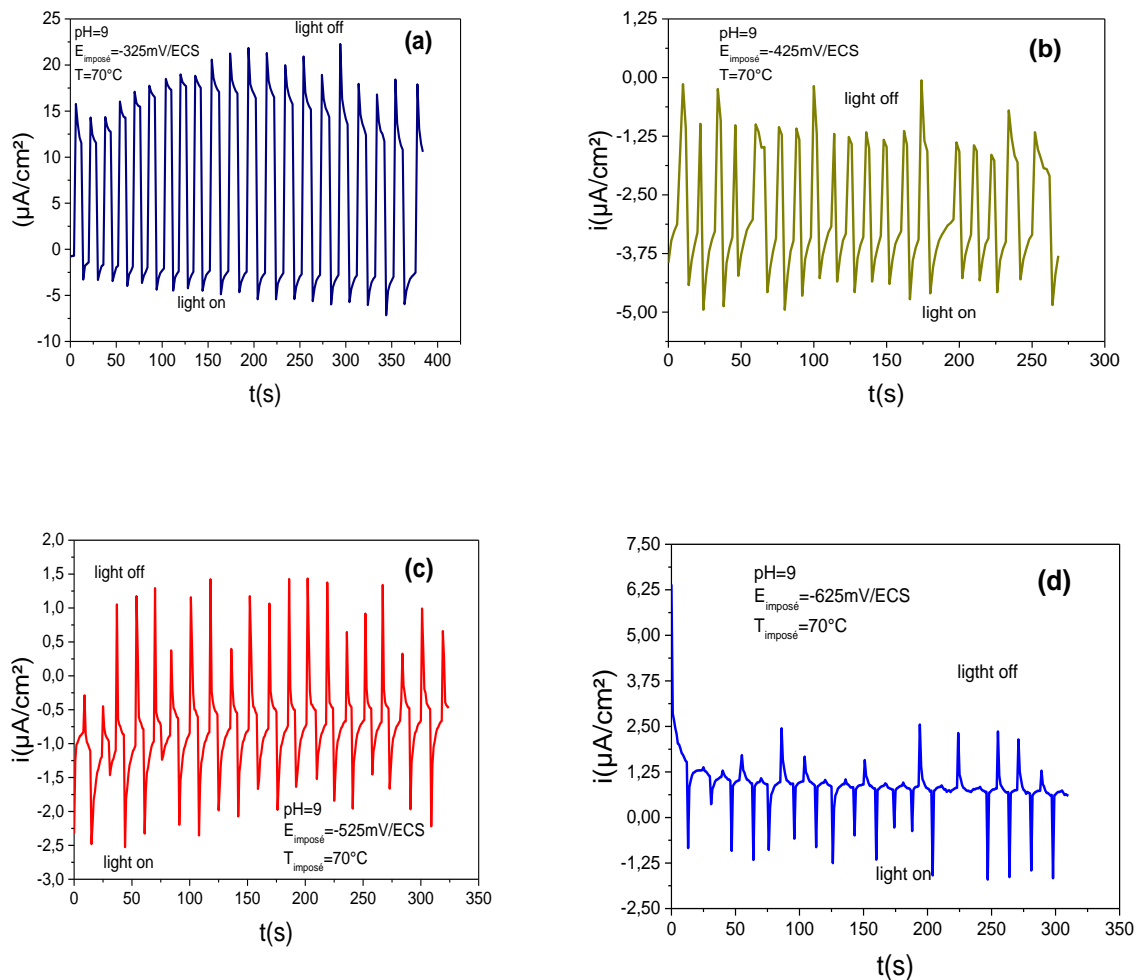 25
20
15
10
5
0
-5
-10
(µA/cm²)
pH=9
E_imposé=-325mV/ECS
T=70°C
light off
(a)
light on
0 50 100 150 200 250 300 350 400 450
t(s)
1,25
0,00
-1,25
-2,50
-3,75
-5,00
i(µA/cm²)
pH=9
E_imposé=-425mV/ECS
T=70°C
(b)
light off
light on
0 50 100 150 200 250 300
t(s)
2,0
1,5
1,0
0,5
0,0
-0,5
-1,0
-1,5
-2,0
-2,5
-3,0
i(µA/cm²)
light off
(c)
pH=9
E_imposé=-525mV/ECS
T_imposé=70°C
light on
0 50 100 150 200 250 300 350
t(s)
7,50
6,25
5,00
3,75
2,50
1,25
0,00
-1,25
-2,50
i(µA/cm²)
pH=9
E_imposé=-625mV/ECS
T_imposé=70°C
(d)
ligtht off
light on
0 50 100 150 200 250 300 350
t(s)